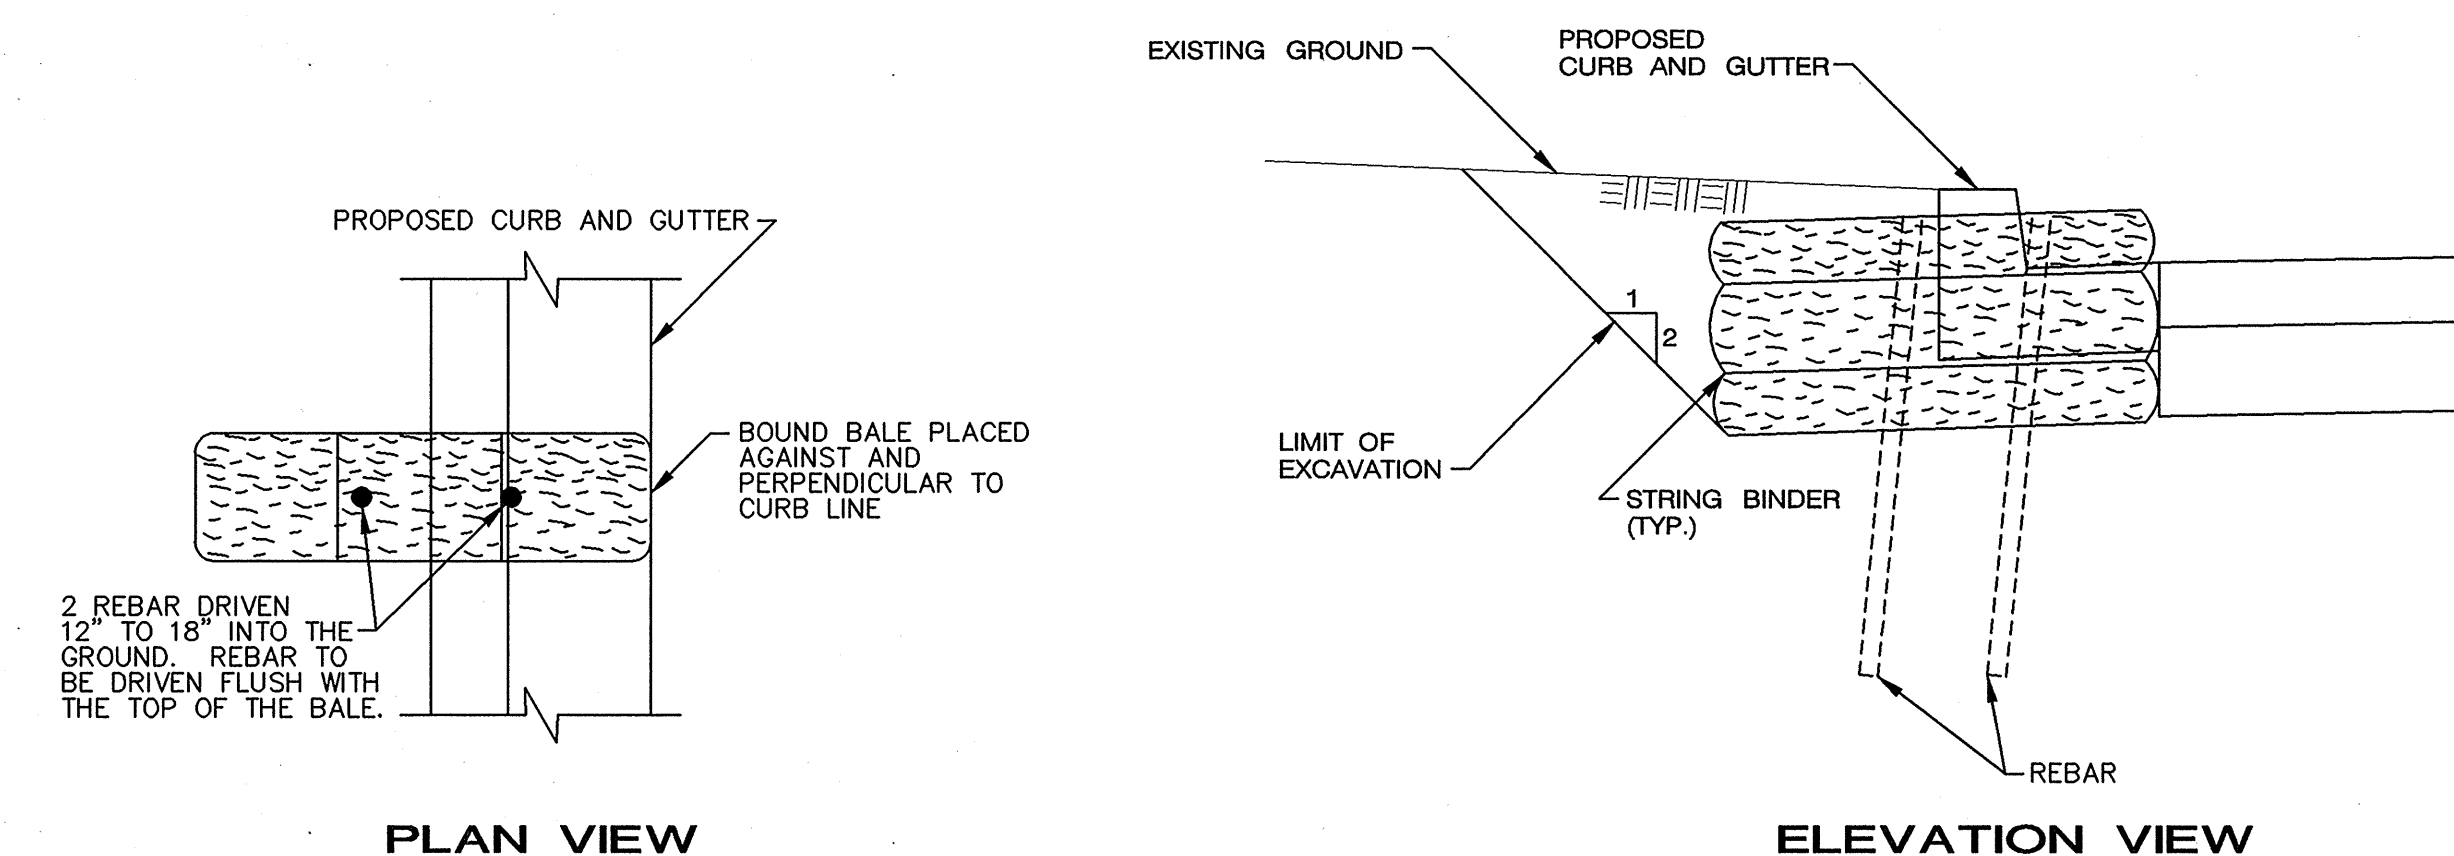 PROPOSED CURB AND GUTTER
BOUND BALE PLACED
AGAINST AND
PERPENDICULAR TO
CURB LINE
2 REBAR DRIVEN
12" TO 18" INTO THE
GROUND. REBAR TO
BE DRIVEN FLUSH WITH
THE TOP OF THE BALE.
PLAN VIEW
EXISTING GROUND
PROPOSED
CURB AND GUTTER
1
2
LIMIT OF
EXCAVATION
STRING BINDER
(TYP.)
REBAR
ELEVATION VIEW